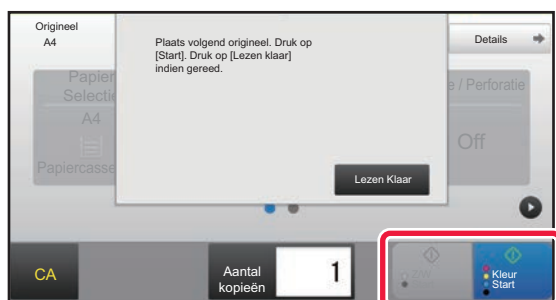 Origineel
A4
Plaats volgend origineel. Druk op
[Start]. Druk op [Lezen klaar]
indien gereed.
Details
Papier
Selectie
A4
Papiercasse
e / Perforatie
Off
Lezen Klaar
CA
Aantal
kopieën
1
Z/W
Start
Kleur
Start